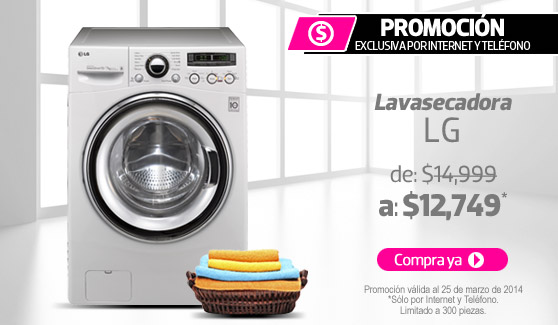 PROMOCIÓN
EXCLUSIVA POR INTERNET Y TELÉFONO
LG
Lavasecadora
LG
de: $14,999
a: $12,749*
Compra ya
Promoción válida al 25 de marzo de 2014
*Sólo por Internet y Teléfono.
Limitado a 300 piezas.